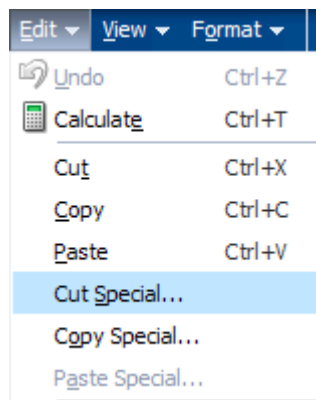 Edit View Format
Undo Ctrl+Z
Calculate Ctrl+T
Cut Ctrl+X
Copy Ctrl+C
Paste Ctrl+V
Cut Special...
Copy Special...
Paste Special...